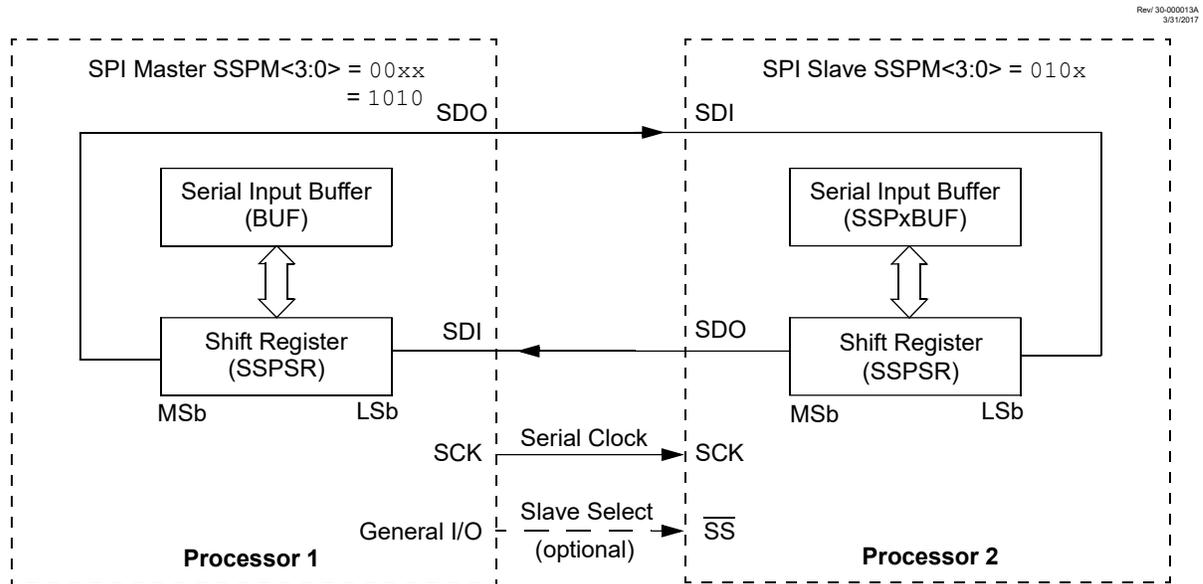 Rev/ 30-000013A
3/31/2017
SPI Master SSPM<3:0> = 00xx
= 1010
SPI Slave SSPM<3:0> = 010x
SDO
SDI
Serial Input Buffer
(BUF)
Serial Input Buffer
(SSPxBUF)
Shift Register
(SSPSR)
SDI
SDO
Shift Register
(SSPSR)
MSb
LSb
MSb
LSb
SCK
Serial Clock
SCK
General I/O
Slave Select
(optional)
S̅S̅
Processor 1
Processor 2